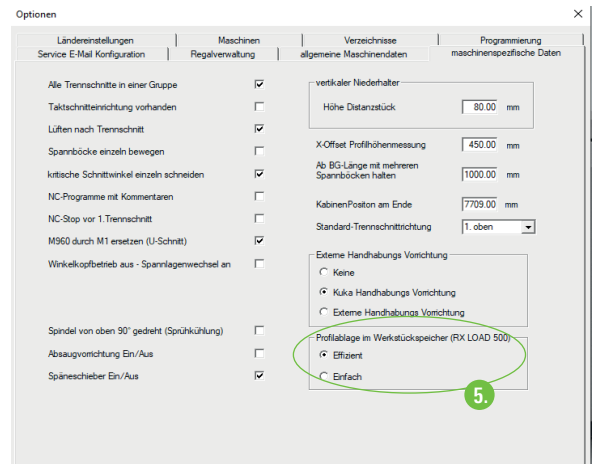 Optionen
Ländereinstellungen Maschinen Verzeichnisse Programmierung
Service E-Mail Konfiguration Regalverwaltung allgemeine Maschinendaten maschinenspezifische Daten
Alle Trennschnitte in einer Gruppe
Taktschnitteinrichtung vorhanden
Lüften nach Trennschnitt
Spannböcke einzeln bewegen
kritische Schnittwinkel einzeln schneiden
NC-Programme mit Kommentaren
NC-Stop vor 1.Trennschnitt
M960 durch M1 ersetzen (U-Schnitt)
Winkelkopfbetrieb aus - Spannlagenwechsel an
Spindel von oben 90° gedreht (Sprühkühlung)
Absaugvorrichtung Ein/Aus
Späneschieber Ein/Aus
vertikaler Niederhalter
Höhe Distanzstück 80.00 mm
X-Offset Profilhöhenmessung 450.00 mm
Ab BG-Länge mit mehreren
Spannböcken halten 1000.00 mm
KabinenPositon am Ende 7709.00 mm
Standard-Trennschnittrichtung 1. oben
Externe Handhabungs Vorrichtung
Keine
Kuka Handhabungs Vorrichtung
Externe Handhabungs Vorrichtung
Profilablage im Werkstückspeicher (RX LOAD 500)
Effizient
Einfach
5.